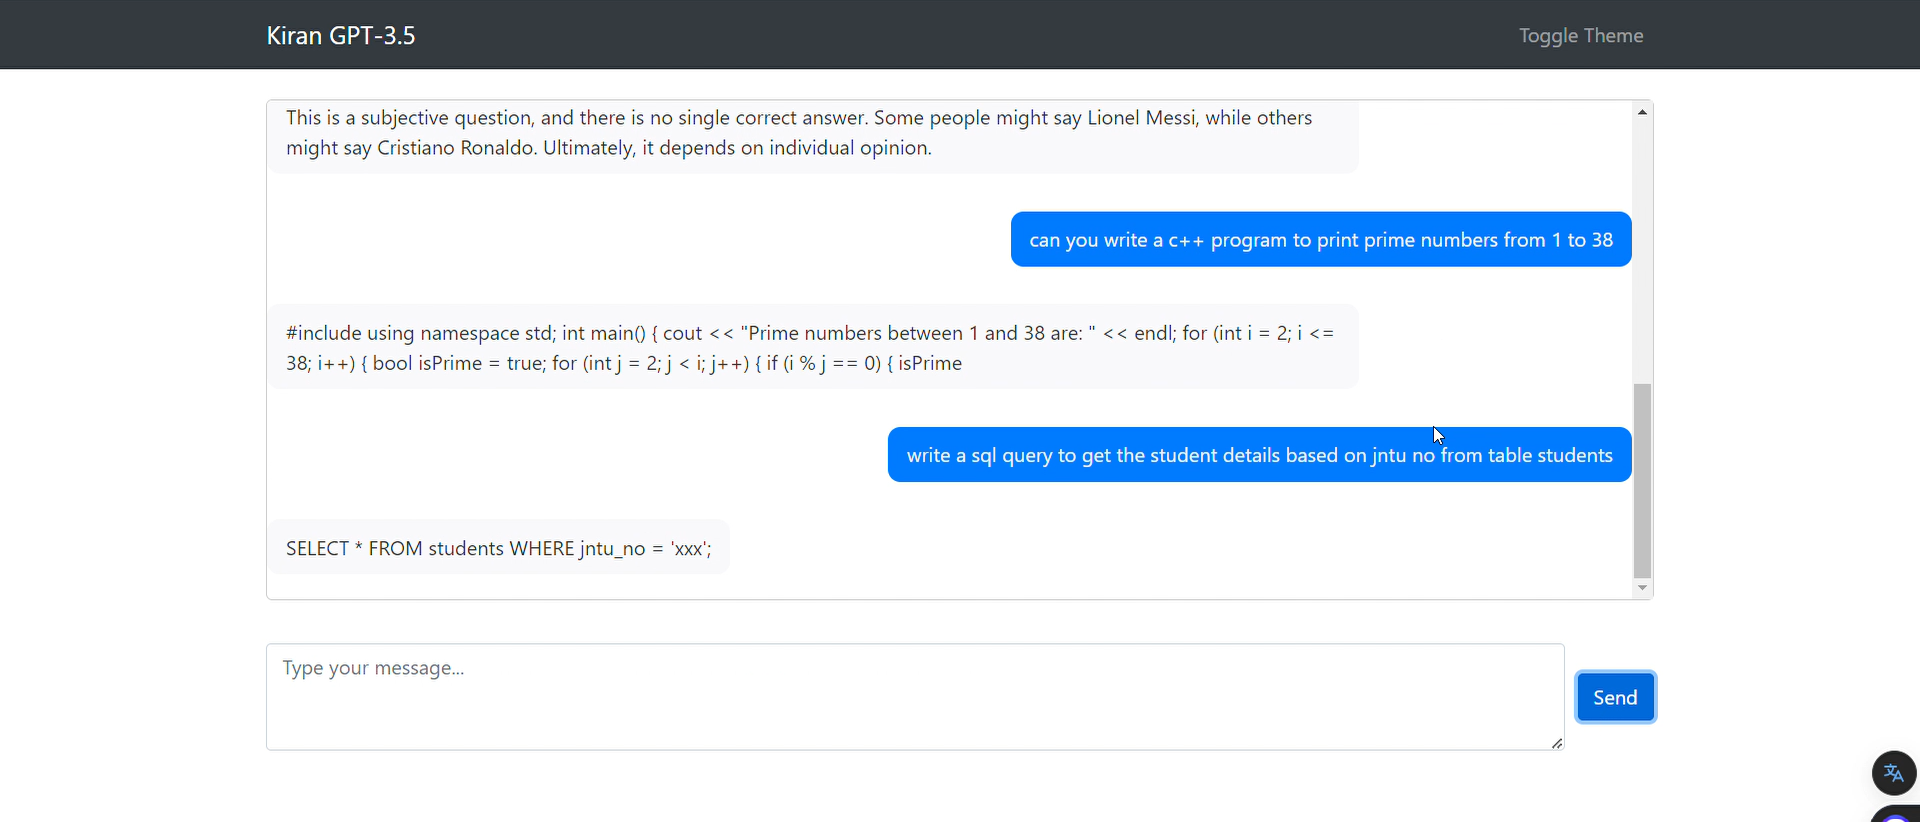 Kiran GPT-3.5
Toggle Theme
This is a subjective question, and there is no single correct answer. Some people might say Lionel Messi, while others
might say Cristiano Ronaldo. Ultimately, it depends on individual opinion.
can you write a c++ program to print prime numbers from 1 to 38
#include using namespace std; int main() { cout << "Prime numbers between 1 and 38 are: " << endl; for (int i = 2; i <=
38; i++) { bool isPrime = true; for (int j = 2; j < i; j++) { if (i % j == 0) { isPrime
write a sql query to get the student details based on jntu no from table students
SELECT * FROM students WHERE jntu_no = 'xxx';
Type your message...
Send